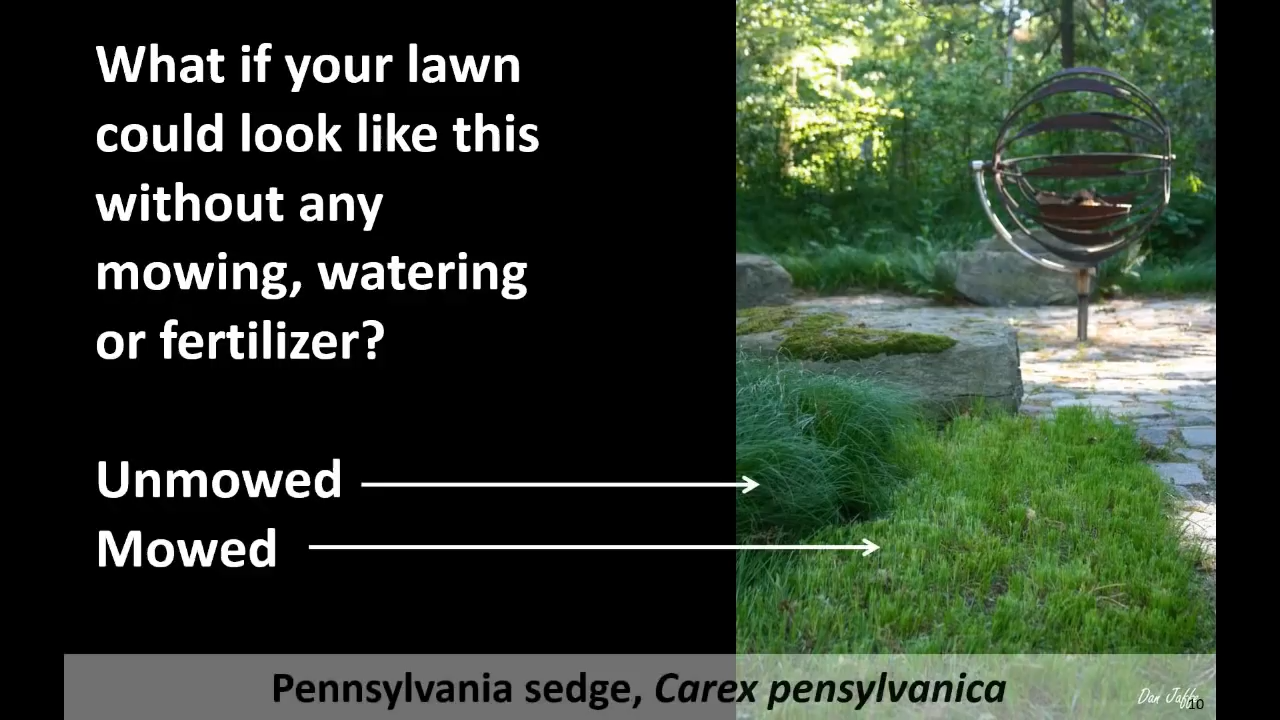 What if your lawn
could look like this
without any
mowing, watering
or fertilizer?
Unmowed
Mowed
Pennsylvania sedge, Carex pensylvanica
Dan Jaffe
10